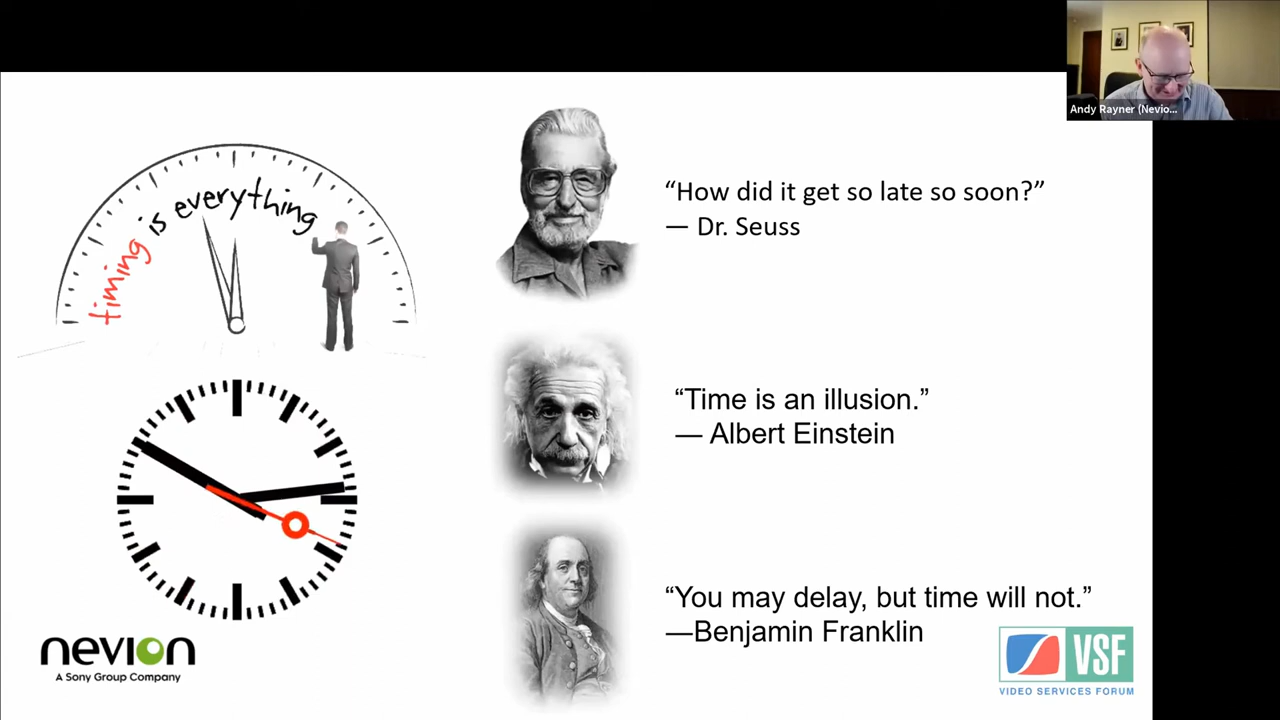 Andy Rayner (Nevio...
timing is everything
“How did it get so late so soon?”
— Dr. Seuss
“Time is an illusion.”
— Albert Einstein
“You may delay, but time will not.”
—Benjamin Franklin
nevion
A Sony Group Company
VSF
VIDEO SERVICES FORUM